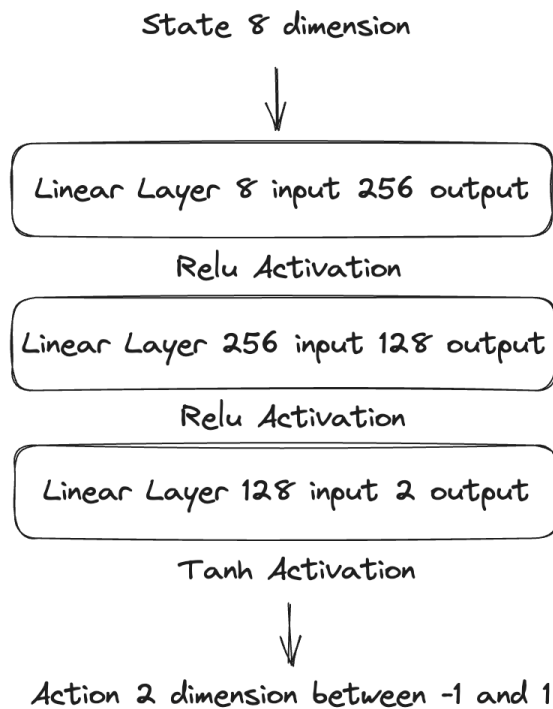 State 8 dimension
Linear Layer 8 input 256 output
Relu Activation
Linear Layer 256 input 128 output
Relu Activation
Linear Layer 128 input 2 output
Tanh Activation
Action 2 dimension between -1 and 1